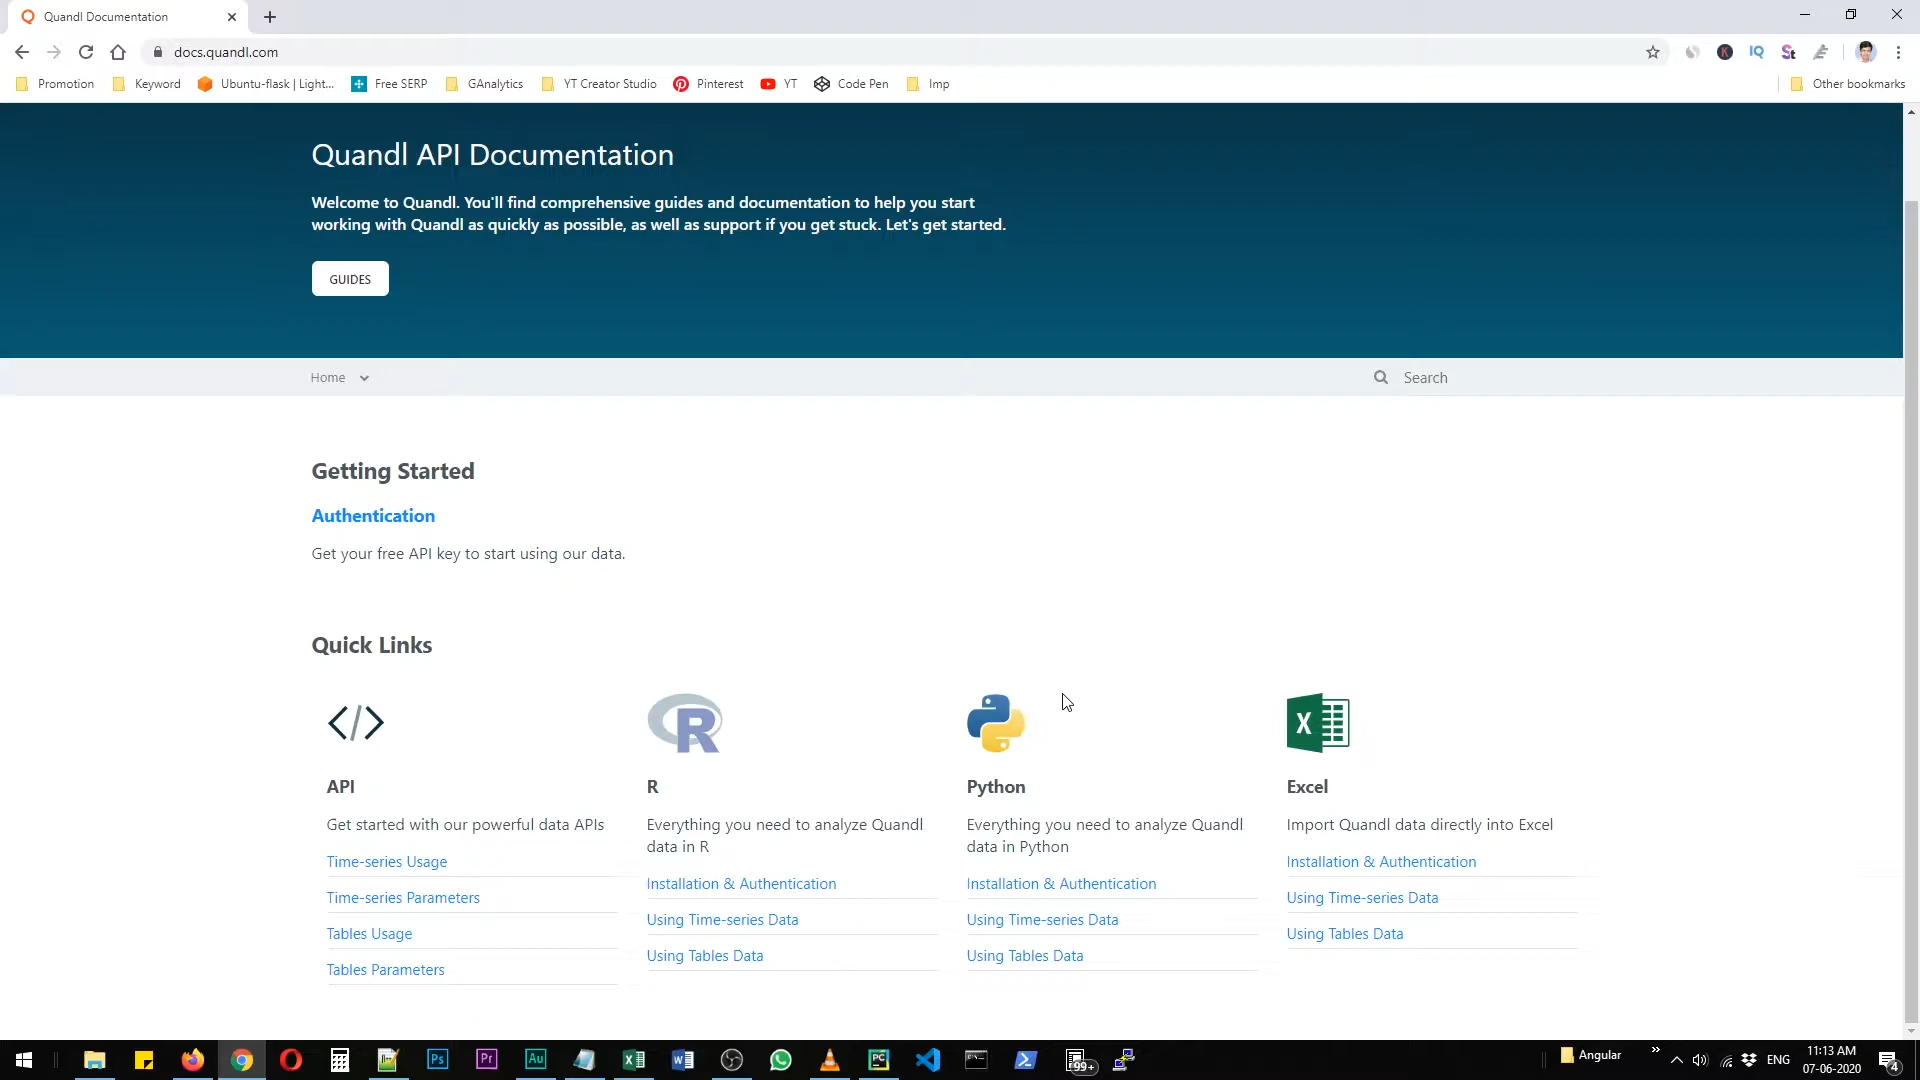 Quandl Documentation
docs.quandl.com
Promotion
Keyword
Ubuntu-flask | Light...
Free SERP
GAnalytics
YT Creator Studio
Pinterest
YT
Code Pen
Imp
Other bookmarks
Quandl API Documentation
Welcome to Quandl. You'll find comprehensive guides and documentation to help you start
working with Quandl as quickly as possible, as well as support if you get stuck. Let's get started.
GUIDES
Home
Search
Getting Started
Authentication
Get your free API key to start using our data.
Quick Links
API
Get started with our powerful data APIs
Time-series Usage
Time-series Parameters
Tables Usage
Tables Parameters
R
Everything you need to analyze Quandl
data in R
Installation & Authentication
Using Time-series Data
Using Tables Data
Python
Everything you need to analyze Quandl
data in Python
Installation & Authentication
Using Time-series Data
Using Tables Data
Excel
Import Quandl data directly into Excel
Installation & Authentication
Using Time-series Data
Using Tables Data
Ps
Pr
Au
PC
99+
Angular
ENG
11:13 AM
07-06-2020
4